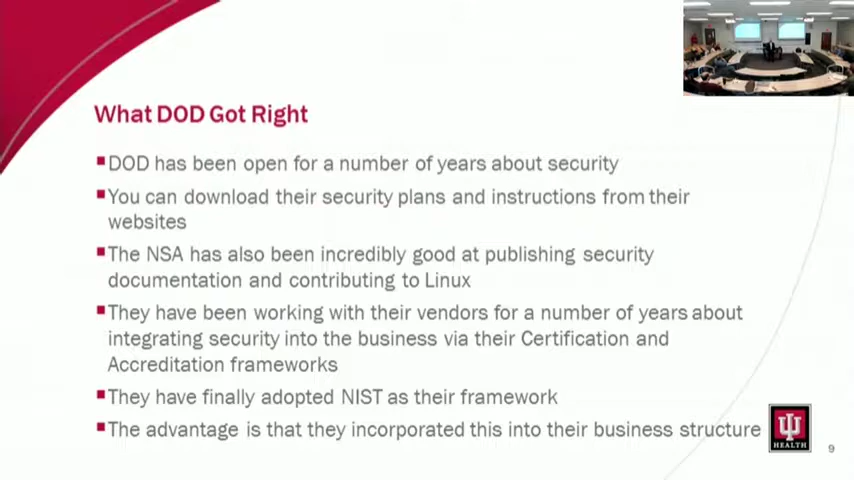 What DOD Got Right
DOD has been open for a number of years about security
You can download their security plans and instructions from their
websites
The NSA has also been incredibly good at publishing security
documentation and contributing to Linux
They have been working with their vendors for a number of years about
integrating security into the business via their Certification and
Accreditation frameworks
They have finally adopted NIST as their framework
The advantage is that they incorporated this into their business structure
IU
HEALTH
9